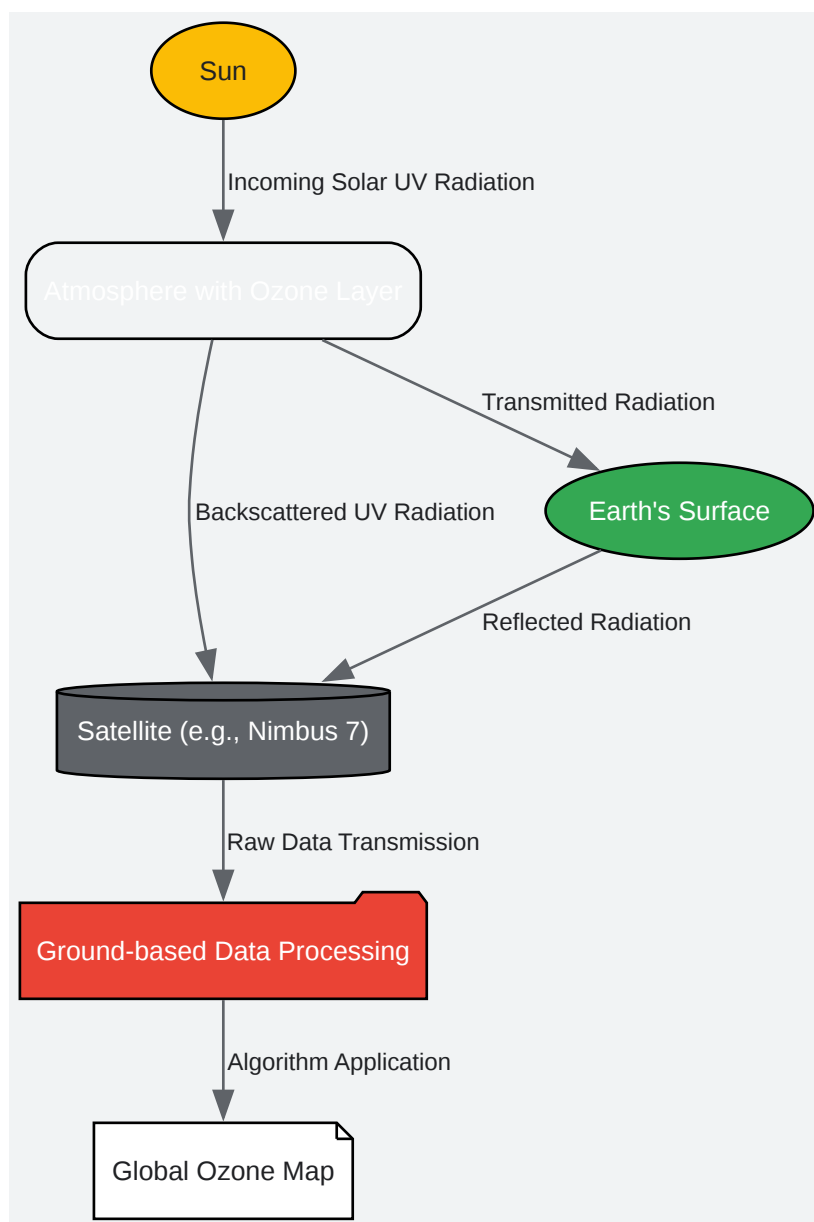 Sun
Incoming Solar UV Radiation
Atmosphere with Ozone Layer
Transmitted Radiation
Backscattered UV Radiation
Earth's Surface
Reflected Radiation
Satellite (e.g., Nimbus 7)
Raw Data Transmission
Ground-based Data Processing
Algorithm Application
Global Ozone Map